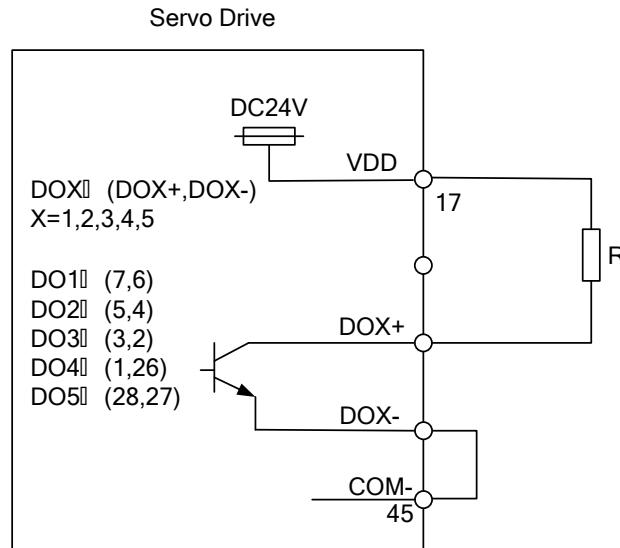 Servo Drive
DC24V
VDD
17
DOX▯ (DOX+,DOX-)
X=1,2,3,4,5
R
DO1▯ (7,6)
DO2▯ (5,4)
DO3▯ (3,2)
DO4▯ (1,26)
DO5▯ (28,27)
DOX+
DOX-
COM-
45